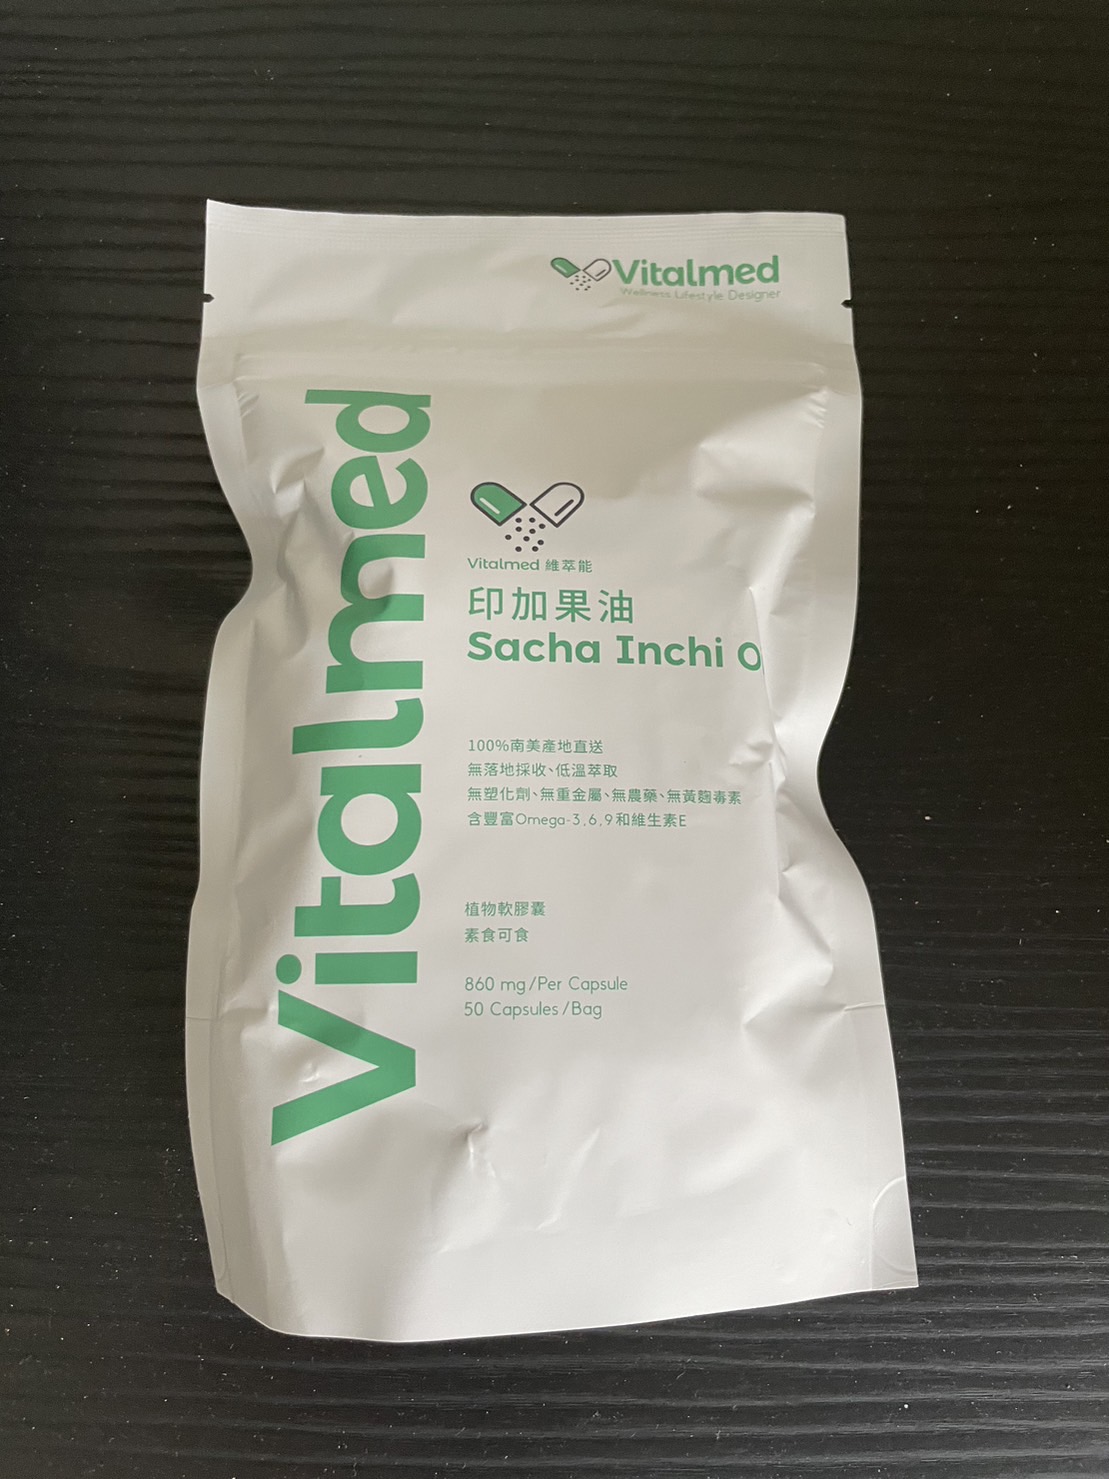 Vitalmed
Wellness Lifestyle Designer
Vitalmed
Vitalmed 維萃能
印加果油
Sacha Inchi O
100%南美產地直送
無落地採收、低溫萃取
無塑化劑、無重金屬、無農藥、無黃麴毒素
含豐富Omega-3,6,9和維生素E
植物軟膠囊
素食可食
860 mg/Per Capsule
50 Capsules/Bag